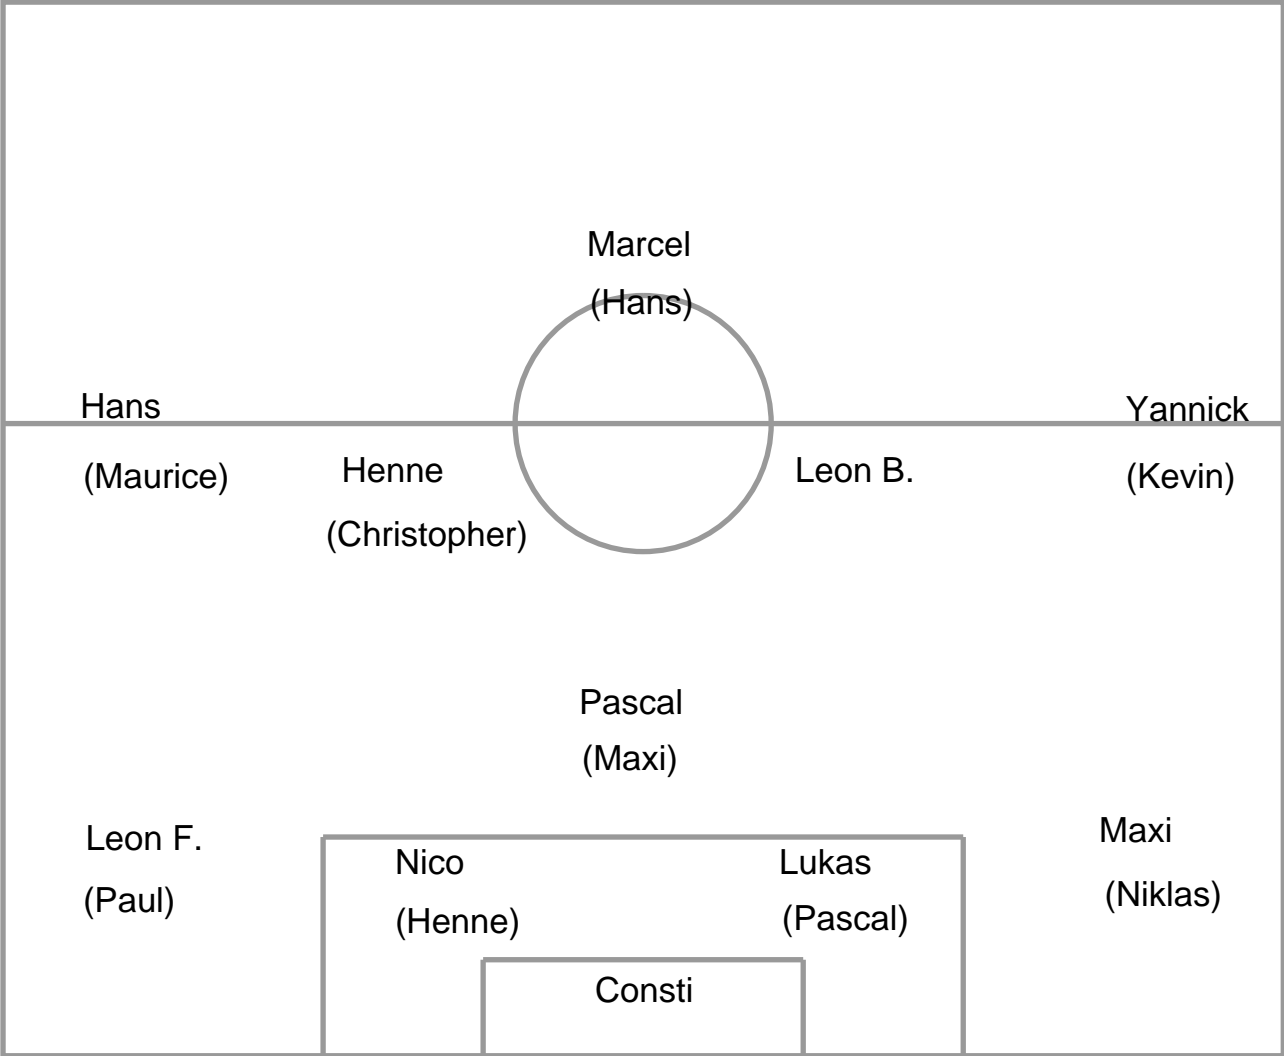 Marcel
(Hans)
Hans
Yannick
(Maurice)
Henne
Leon B.
(Kevin)
(Christopher)
Pascal
(Maxi)
Leon F.
Maxi
(Paul)
Nico
Lukas
(Niklas)
(Henne)
(Pascal)
Consti